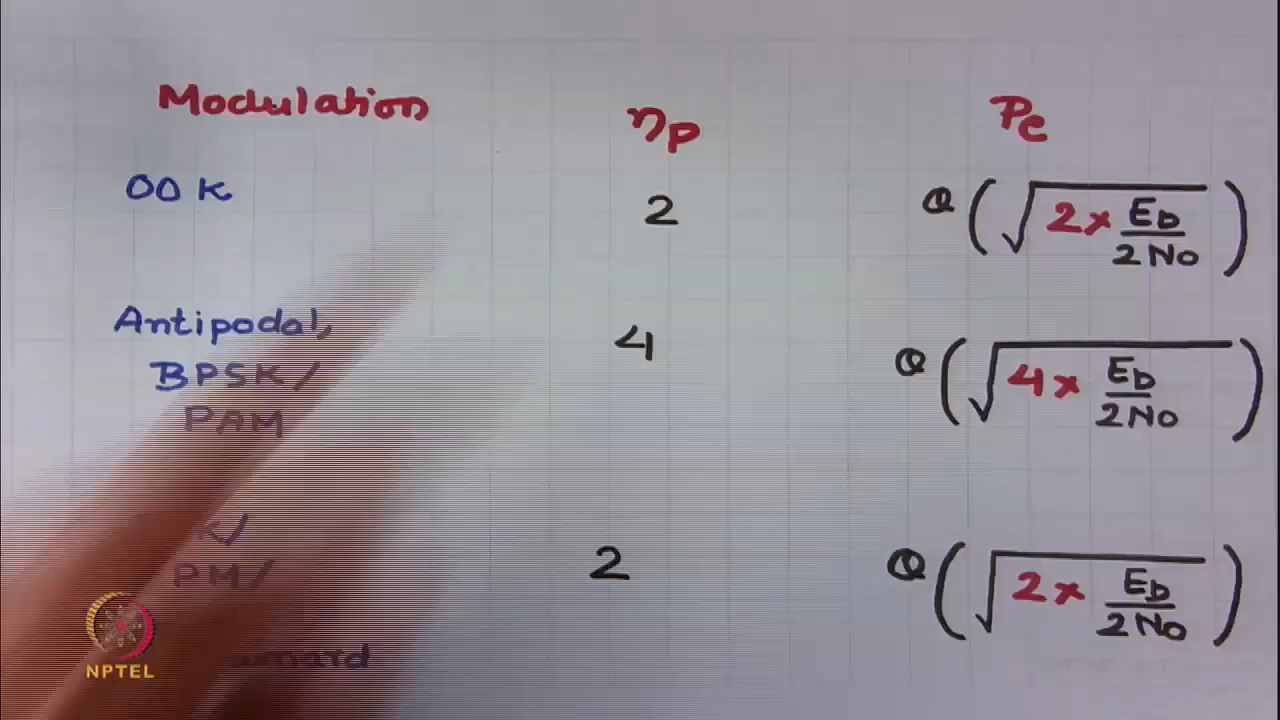 Modulation ηp Pe
OOK 2 Q(√(2 × Eb/2No))
Antipodal, 4 Q(√(4 × Eb/2No))
BPSK/
PAM
K/ 2 Q(√(2 × Eb/2No))
PM/
NPTEL